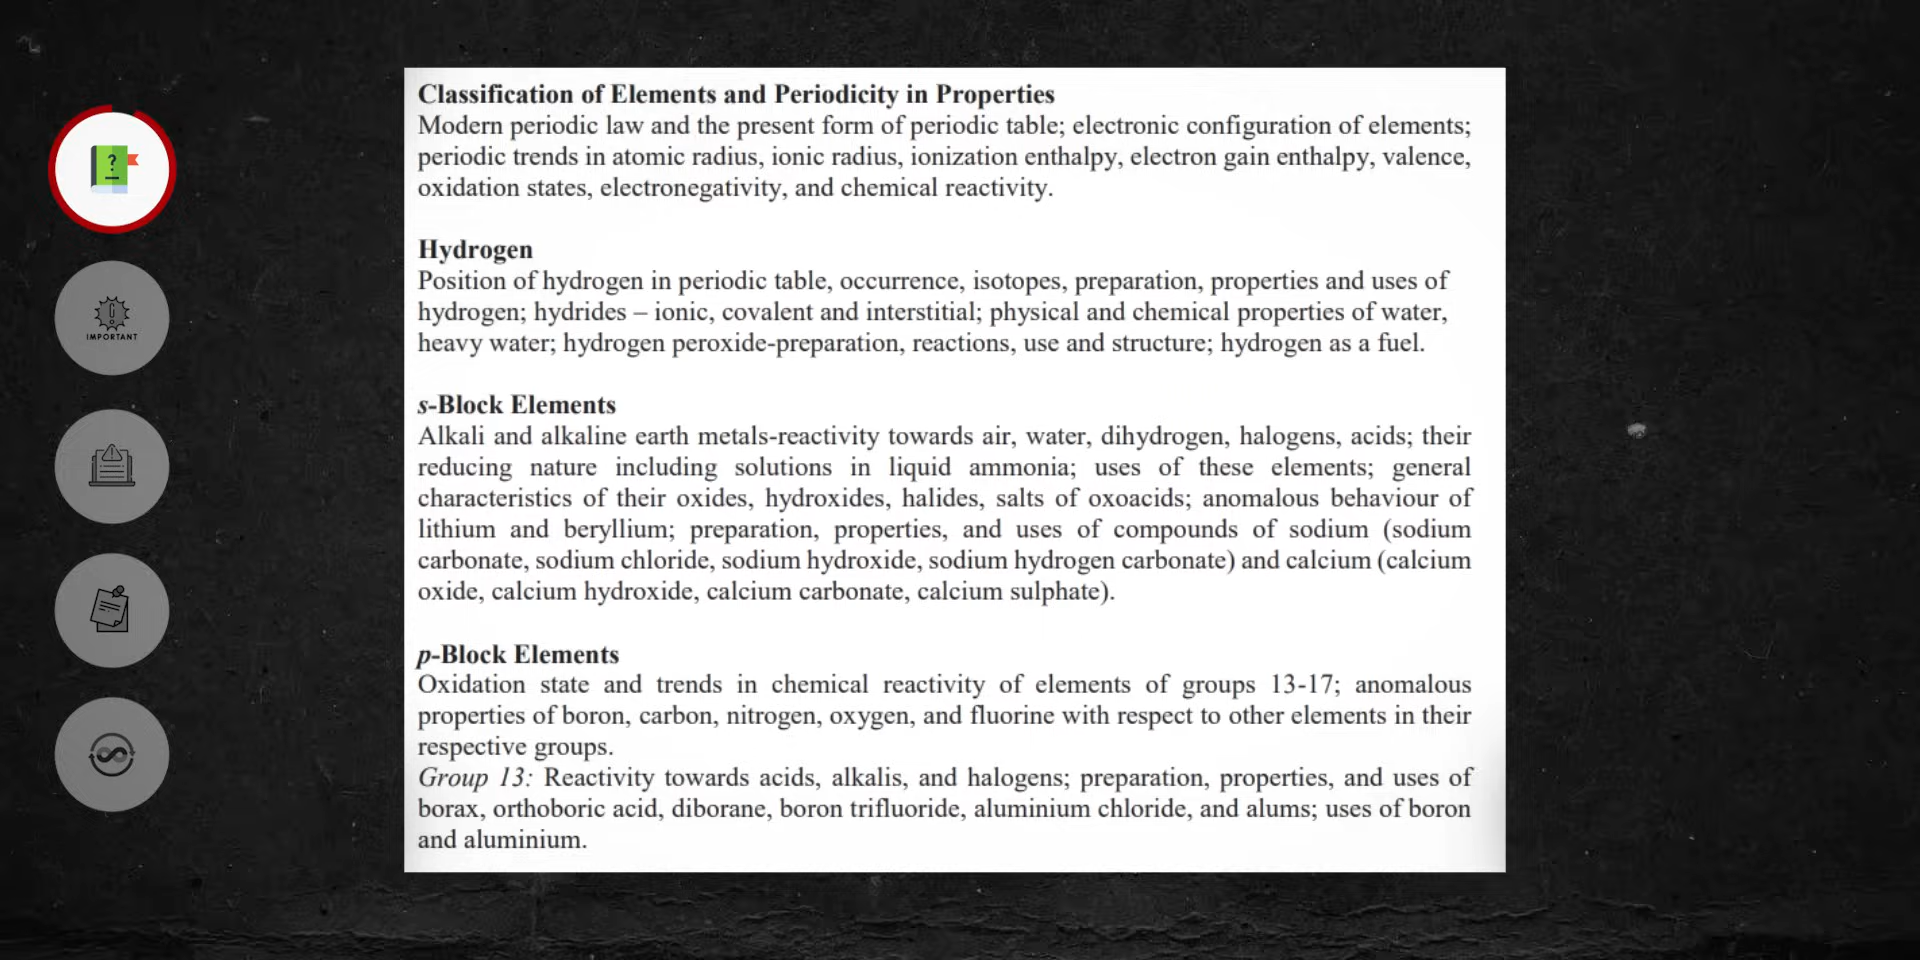 Classification of Elements and Periodicity in Properties
Modern periodic law and the present form of periodic table; electronic configuration of elements;
periodic trends in atomic radius, ionic radius, ionization enthalpy, electron gain enthalpy, valence,
oxidation states, electronegativity, and chemical reactivity.
Hydrogen
Position of hydrogen in periodic table, occurrence, isotopes, preparation, properties and uses of
hydrogen; hydrides – ionic, covalent and interstitial; physical and chemical properties of water,
heavy water; hydrogen peroxide-preparation, reactions, use and structure; hydrogen as a fuel.
s-Block Elements
Alkali and alkaline earth metals-reactivity towards air, water, dihydrogen, halogens, acids; their
reducing nature including solutions in liquid ammonia; uses of these elements; general
characteristics of their oxides, hydroxides, halides, salts of oxoacids; anomalous behaviour of
lithium and beryllium; preparation, properties, and uses of compounds of sodium (sodium
carbonate, sodium chloride, sodium hydroxide, sodium hydrogen carbonate) and calcium (calcium
oxide, calcium hydroxide, calcium carbonate, calcium sulphate).
p-Block Elements
Oxidation state and trends in chemical reactivity of elements of groups 13-17; anomalous
properties of boron, carbon, nitrogen, oxygen, and fluorine with respect to other elements in their
respective groups.
Group 13: Reactivity towards acids, alkalis, and halogens; preparation, properties, and uses of
borax, orthoboric acid, diborane, boron trifluoride, aluminium chloride, and alums; uses of boron
and aluminium.
?
IMPORTANT